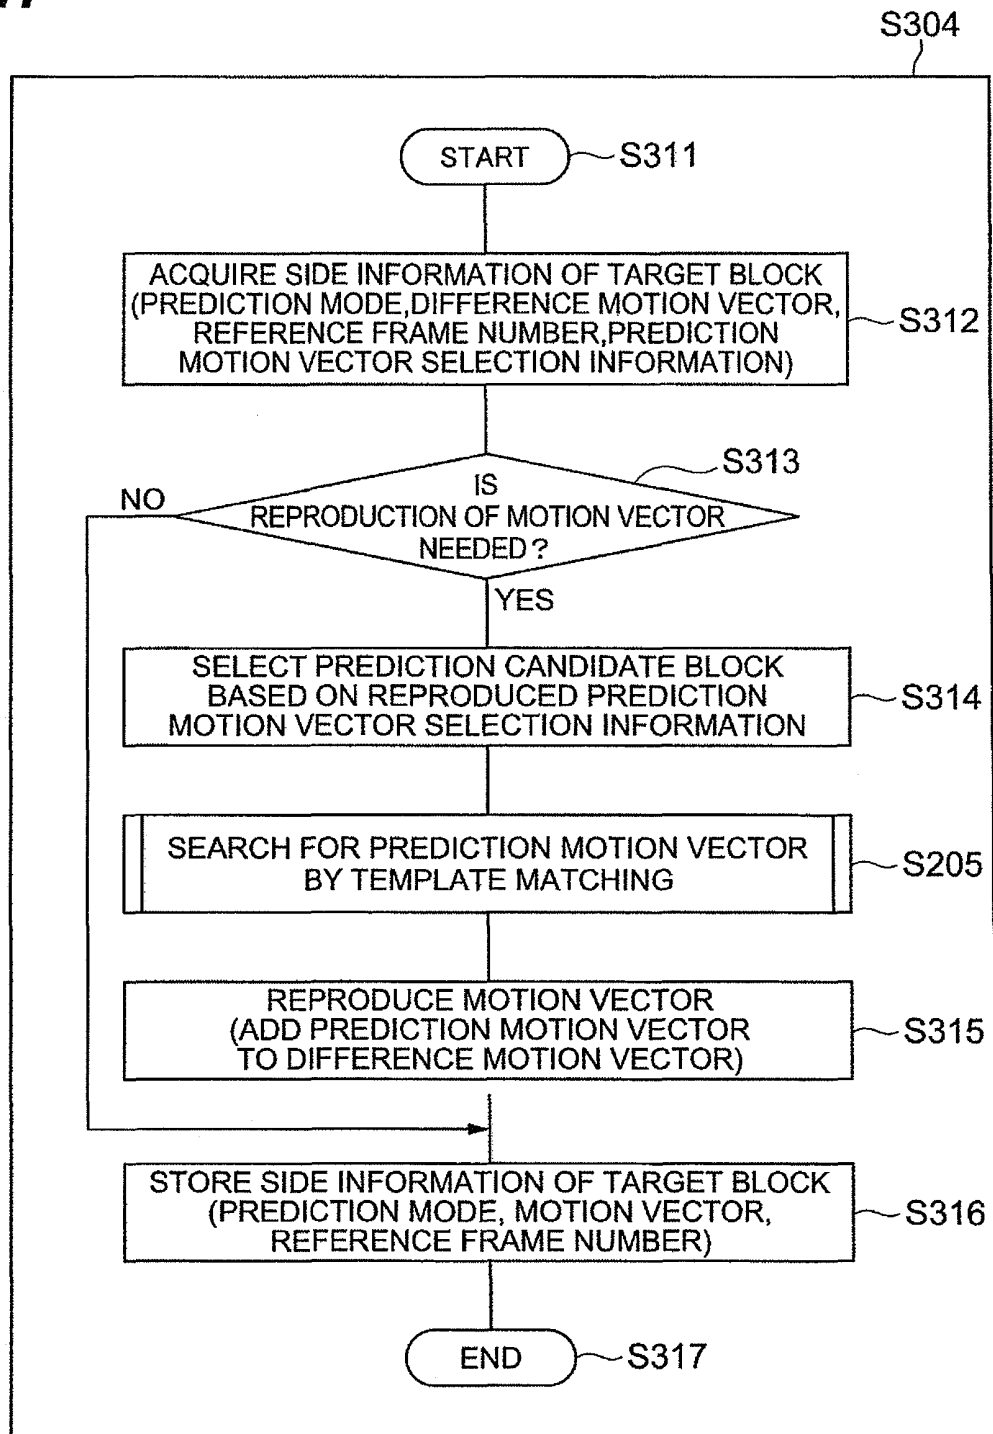 S304
START
S311
ACQUIRE SIDE INFORMATION OF TARGET BLOCK
(PREDICTION MODE,DIFFERENCE MOTION VECTOR,
REFERENCE FRAME NUMBER,PREDICTION
MOTION VECTOR SELECTION INFORMATION)
S312
S313
NO
IS
REPRODUCTION OF MOTION VECTOR
NEEDED?
YES
SELECT PREDICTION CANDIDATE BLOCK
BASED ON REPRODUCED PREDICTION
MOTION VECTOR SELECTION INFORMATION
S314
SEARCH FOR PREDICTION MOTION VECTOR
BY TEMPLATE MATCHING
S205
REPRODUCE MOTION VECTOR
(ADD PREDICTION MOTION VECTOR
TO DIFFERENCE MOTION VECTOR)
S315
STORE SIDE INFORMATION OF TARGET BLOCK
(PREDICTION MODE, MOTION VECTOR,
REFERENCE FRAME NUMBER)
S316
END
S317